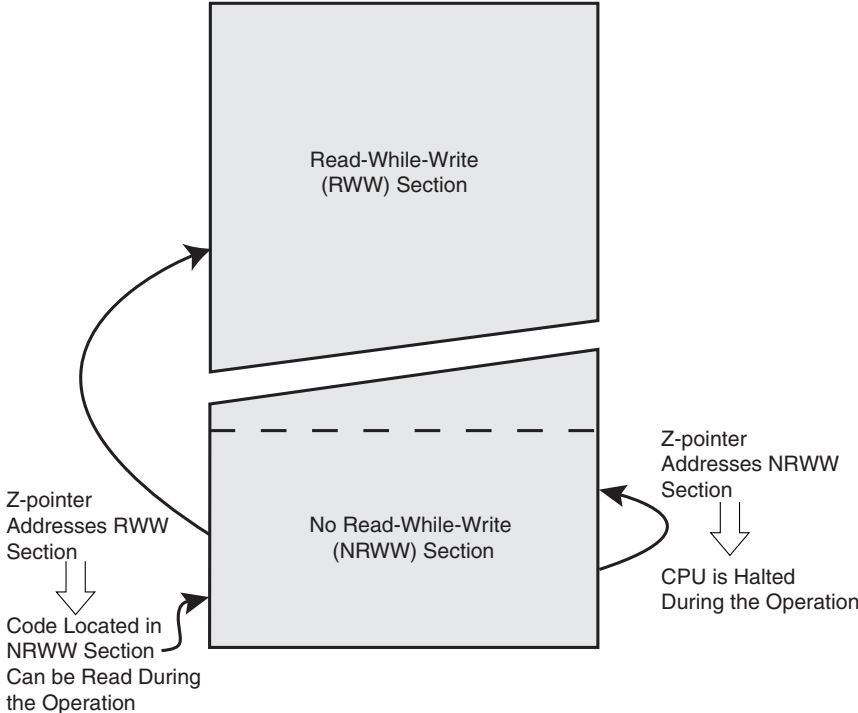 Read-While-Write
(RWW) Section
Z-pointer
Addresses NRWW
Section
Z-pointer
Addresses RWW
Section
No Read-While-Write
(NRWW) Section
CPU is Halted
During the Operation
Code Located in
NRWW Section
Can be Read During
the Operation